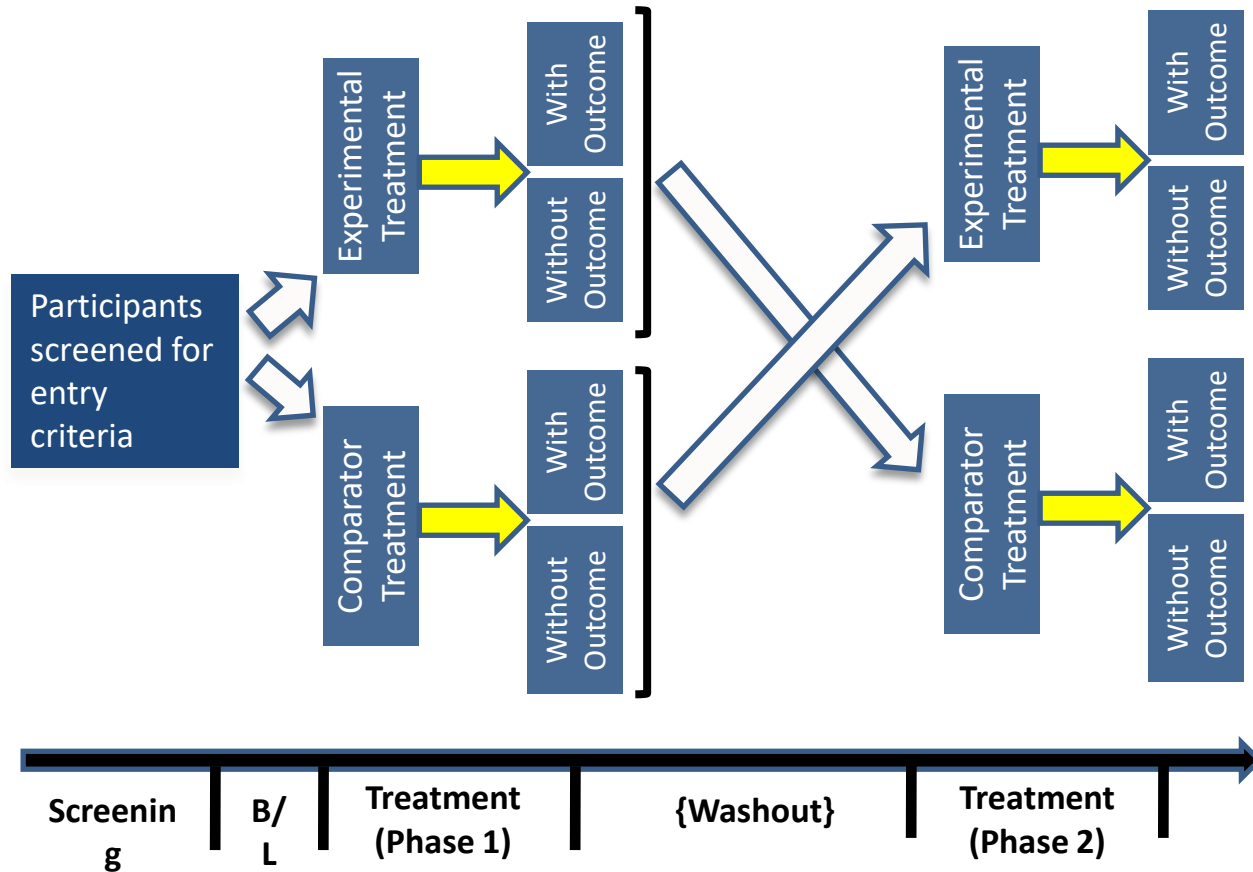 Participants
screened for
entry
criteria
Experimental
Treatment
With
Outcome
Without
Outcome
Comparator
Treatment
With
Outcome
Without
Outcome
Experimental
Treatment
With
Outcome
Without
Outcome
Comparator
Treatment
With
Outcome
Without
Outcome
Screenin
g
B/
L
Treatment
(Phase 1)
{Washout}
Treatment
(Phase 2)